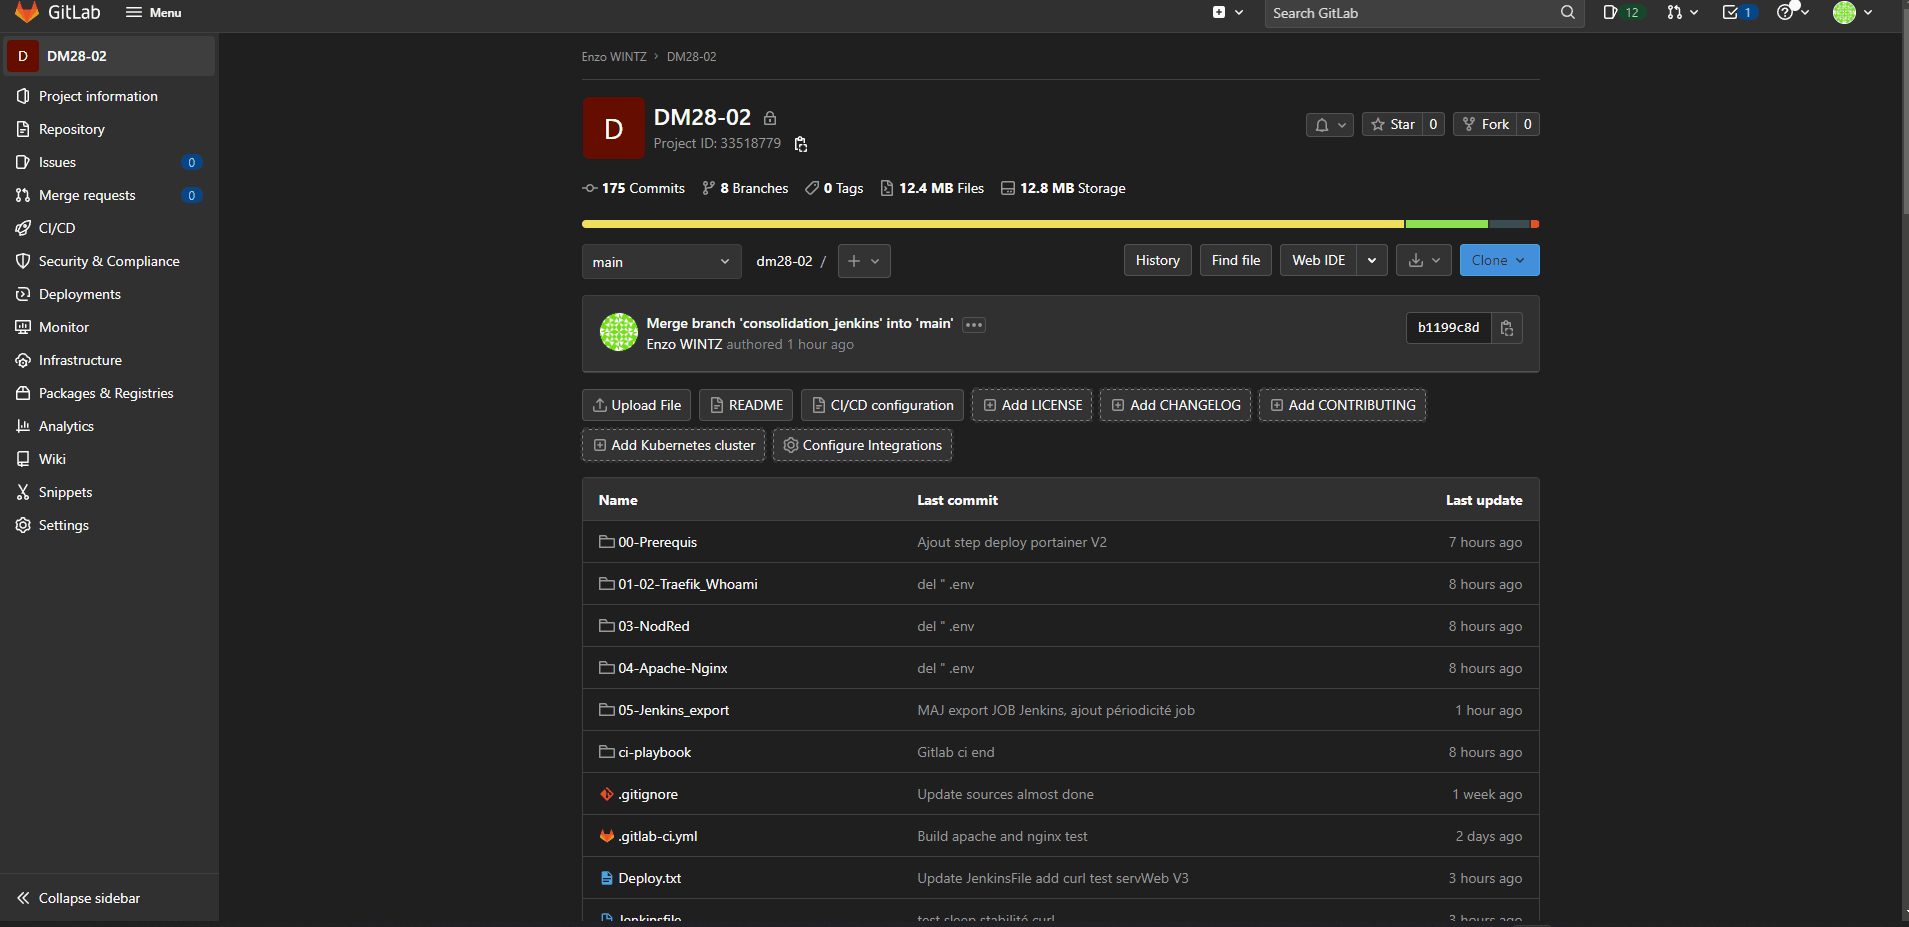 GitLab Menu Search GitLab 12 1
D DM28-02
Project information
Repository
Issues 0
Merge requests 0
CI/CD
Security & Compliance
Deployments
Monitor
Infrastructure
Packages & Registries
Analytics
Wiki
Snippets
Settings
Collapse sidebar
Enzo WINTZ › DM28-02
D
DM28-02
Project ID: 33518779
Star 0 Fork 0
175 Commits 8 Branches 0 Tags 12.4 MB Files 12.8 MB Storage
main dm28-02 / History Find file Web IDE Clone
Merge branch 'consolidation_jenkins' into 'main'
Enzo WINTZ authored 1 hour ago
b1199c8d
Upload File README CI/CD configuration Add LICENSE Add CHANGELOG Add CONTRIBUTING
Add Kubernetes cluster Configure Integrations
Name Last commit Last update
00-Prerequis Ajout step deploy portainer V2 7 hours ago
01-02-Traefik_Whoami del " .env 8 hours ago
03-NodRed del " .env 8 hours ago
04-Apache-Nginx del " .env 8 hours ago
05-Jenkins_export MAJ export JOB Jenkins, ajout périodicité job 1 hour ago
ci-playbook Gitlab ci end 8 hours ago
.gitignore Update sources almost done 1 week ago
.gitlab-ci.yml Build apache and nginx test 2 days ago
Deploy.txt Update JenkinsFile add curl test servWeb V3 3 hours ago
Jenkinsfile test sleep stabilité curl 3 hours ago